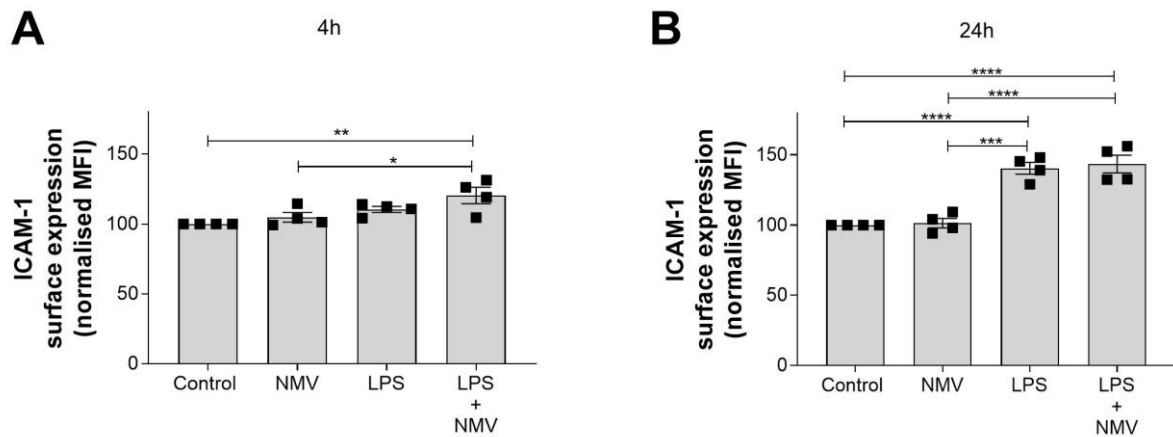 A
4h
ICAM-1
surface expression
(normalised MFI)
150
100
50
0
**
*
Control
NMV
LPS
LPS
+
NMV
B
24h
ICAM-1
surface expression
(normalised MFI)
150
100
50
0
****
****
****
***
Control
NMV
LPS
LPS
+
NMV